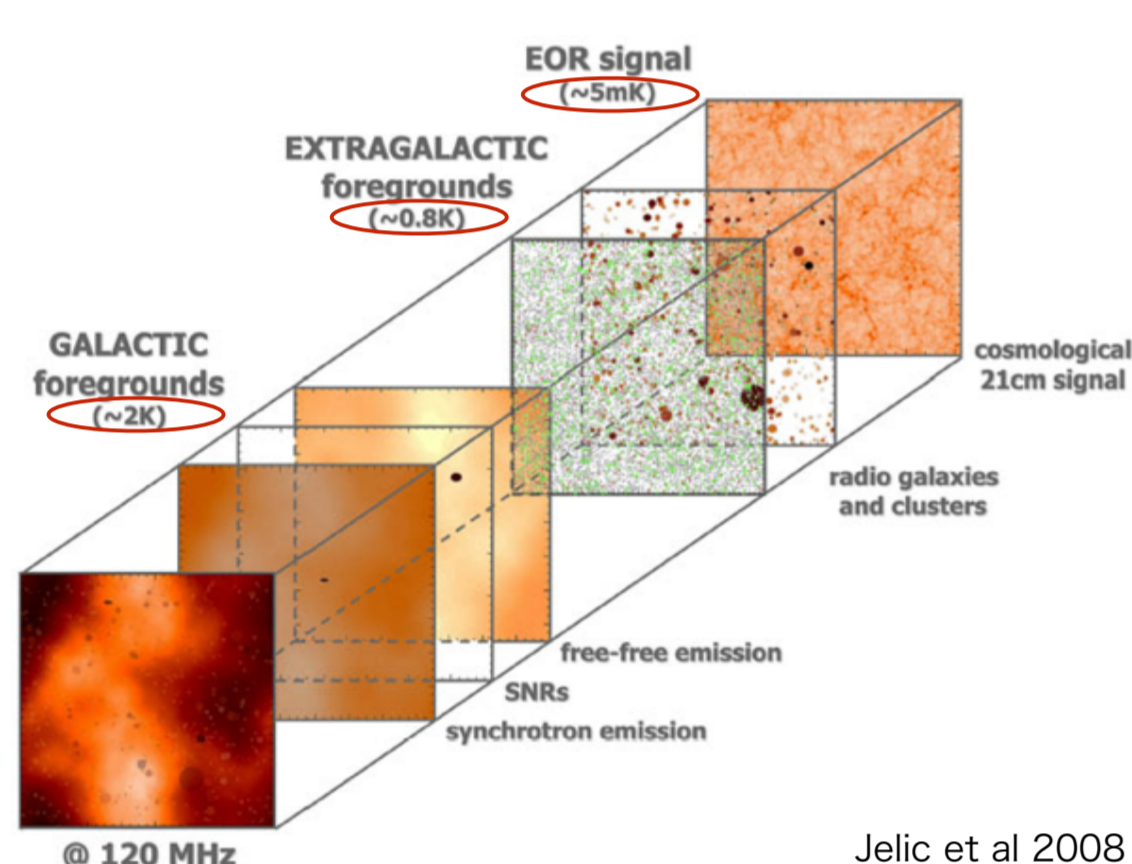 EOR signal
(~5mK)
EXTRAGALACTIC
foregrounds
(~0.8K)
GALACTIC
foregrounds
(~2K)
cosmological
21cm signal
radio galaxies
and clusters
free-free emission
SNRs
synchrotron emission
@ 120 MHz
Jelic et al 2008